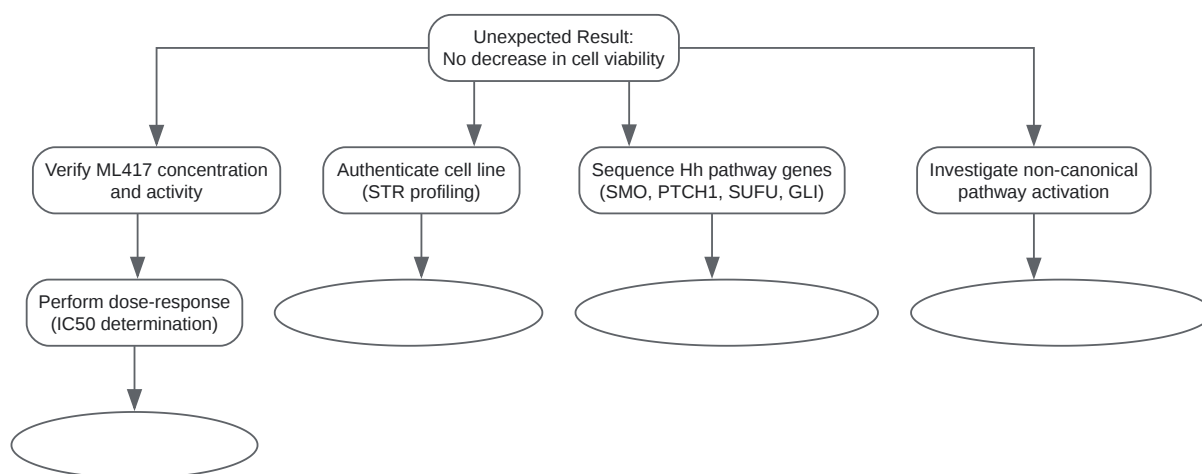 Unexpected Result:
No decrease in cell viability
Verify ML417 concentration
and activity
Authenticate cell line
(STR profiling)
Sequence Hh pathway genes
(SMO, PTCH1, SUFU, GLI)
Investigate non-canonical
pathway activation
Perform dose-response
(IC50 determination)